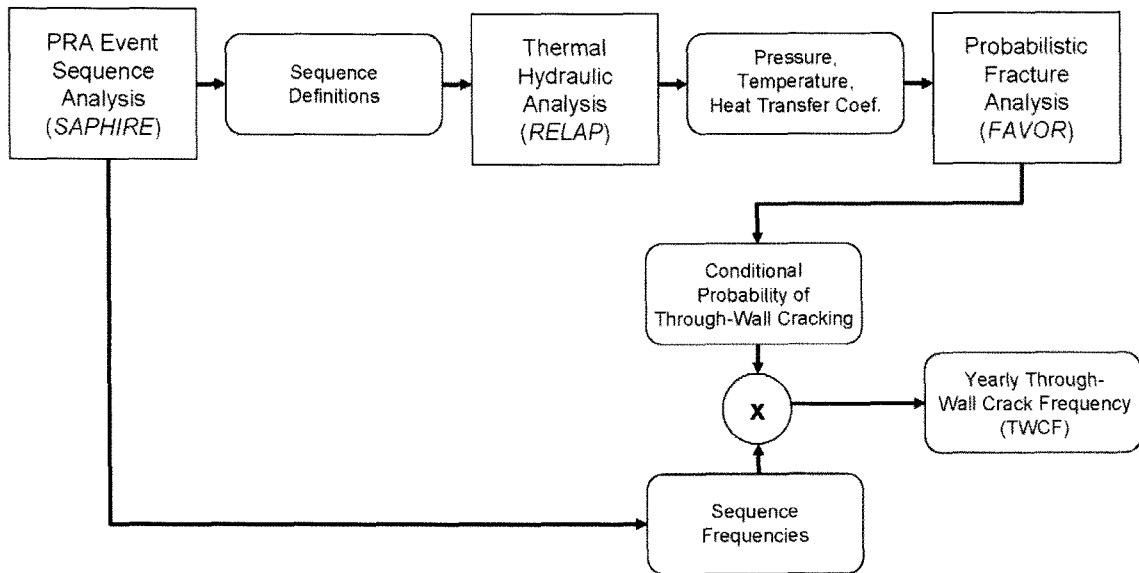 PRA Event
Sequence
Analysis
(SAPHIRE)
Sequence
Definitions
Thermal
Hydraulic
Analysis
(RELAP)
Pressure,
Temperature,
Heat Transfer Coef.
Probabilistic
Fracture
Analysis
(FAVOR)
Conditional
Probability of
Through-Wall Cracking
x
Yearly Through-
Wall Crack Frequency
(TWCF)
Sequence
Frequencies